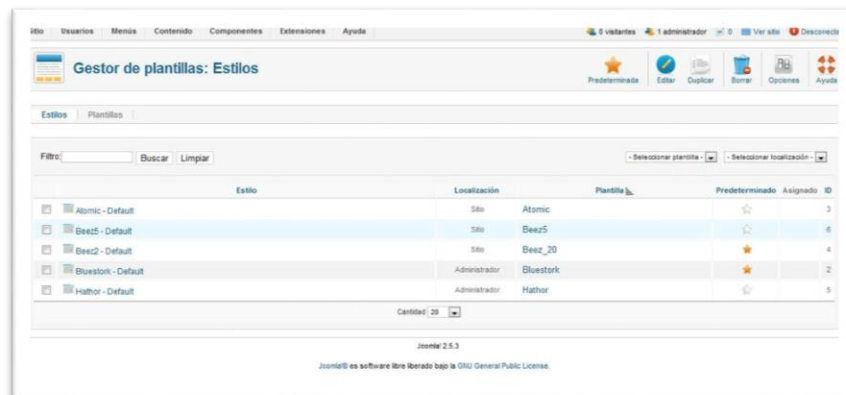 Usuarios Menús Contenido Componentes Extensiones Ayuda 0 visitantes 1 administrador 0 Ver sitio Desconecta
Gestor de plantillas: Estilos
Predeterminada Editar Duplicar Borrar Opciones Ayuda
Estilos Plantillas
Filtro: Buscar Limpiar - Seleccionar plantilla - - Seleccionar localización -
Estilo Localización Plantilla Predeterminado Asignado ID
Atomic - Default Sitio Atomic 3
Beez5 - Default Sitio Beez5 6
Beez2 - Default Sitio Beez_20 4
Bluestork - Default Administrador Bluestork 2
Hathor - Default Administrador Hathor 5
Cantidad 20
Joomla! 2.5.3
Joomla!® es software libre liberado bajo la GNU General Public License.